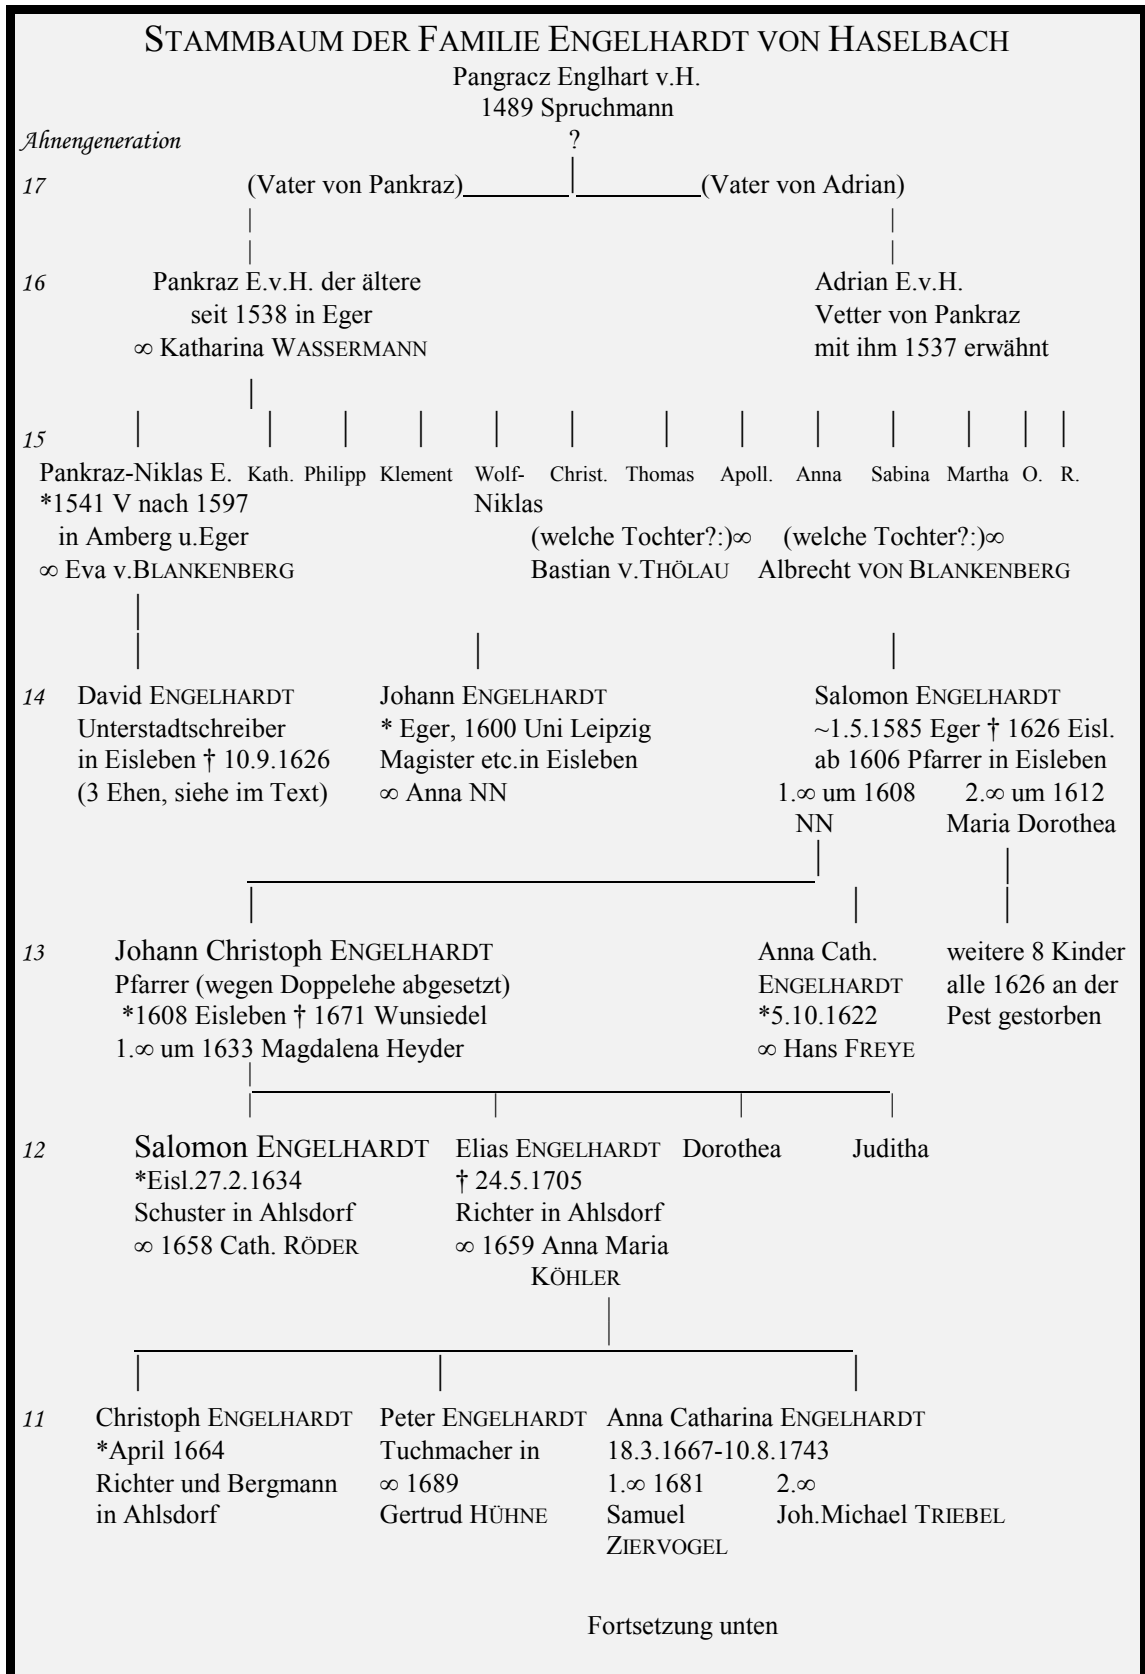 STAMMBAUM DER FAMILIE ENGELHARDT VON HASELBACH
Pangracz Englhart v.H.
1489 Spruchmann
Ahnengeneration ?
17 (Vater von Pankraz) (Vater von Adrian)
16 Pankraz E.v.H. der ältere Adrian E.v.H.
seit 1538 in Eger Vetter von Pankraz
∞ Katharina WASSERMANN mit ihm 1537 erwähnt
15
Pankraz-Niklas E. Kath. Philipp Klement Wolf- Christ. Thomas Apoll. Anna Sabina Martha O. R.
*1541 V nach 1597 Niklas
in Amberg u.Eger (welche Tochter?:)∞ (welche Tochter?:)∞
∞ Eva v.BLANKENBERG Bastian V.THÖLAU Albrecht VON BLANKENBERG
14 David ENGELHARDT Johann ENGELHARDT Salomon ENGELHARDT
Unterstadtschreiber * Eger, 1600 Uni Leipzig ~1.5.1585 Eger † 1626 Eisl.
in Eisleben † 10.9.1626 Magister etc.in Eisleben ab 1606 Pfarrer in Eisleben
(3 Ehen, siehe im Text) ∞ Anna NN 1.∞ um 1608 2.∞ um 1612
NN Maria Dorothea
13 Johann Christoph ENGELHARDT Anna Cath. weitere 8 Kinder
Pfarrer (wegen Doppelehe abgesetzt) ENGELHARDT alle 1626 an der
*1608 Eisleben † 1671 Wunsiedel *5.10.1622 Pest gestorben
1.∞ um 1633 Magdalena Heyder ∞ Hans FREYE
12 Salomon ENGELHARDT Elias ENGELHARDT Dorothea Juditha
*Eisl.27.2.1634 † 24.5.1705
Schuster in Ahlsdorf Richter in Ahlsdorf
∞ 1658 Cath. RÖDER ∞ 1659 Anna Maria
KÖHLER
11 Christoph ENGELHARDT Peter ENGELHARDT Anna Catharina ENGELHARDT
*April 1664 Tuchmacher in 18.3.1667-10.8.1743
Richter und Bergmann ∞ 1689 1.∞ 1681 2.∞
in Ahlsdorf Gertrud HÜHNE Samuel Joh.Michael TRIEBEL
ZIERVOGEL
Fortsetzung unten